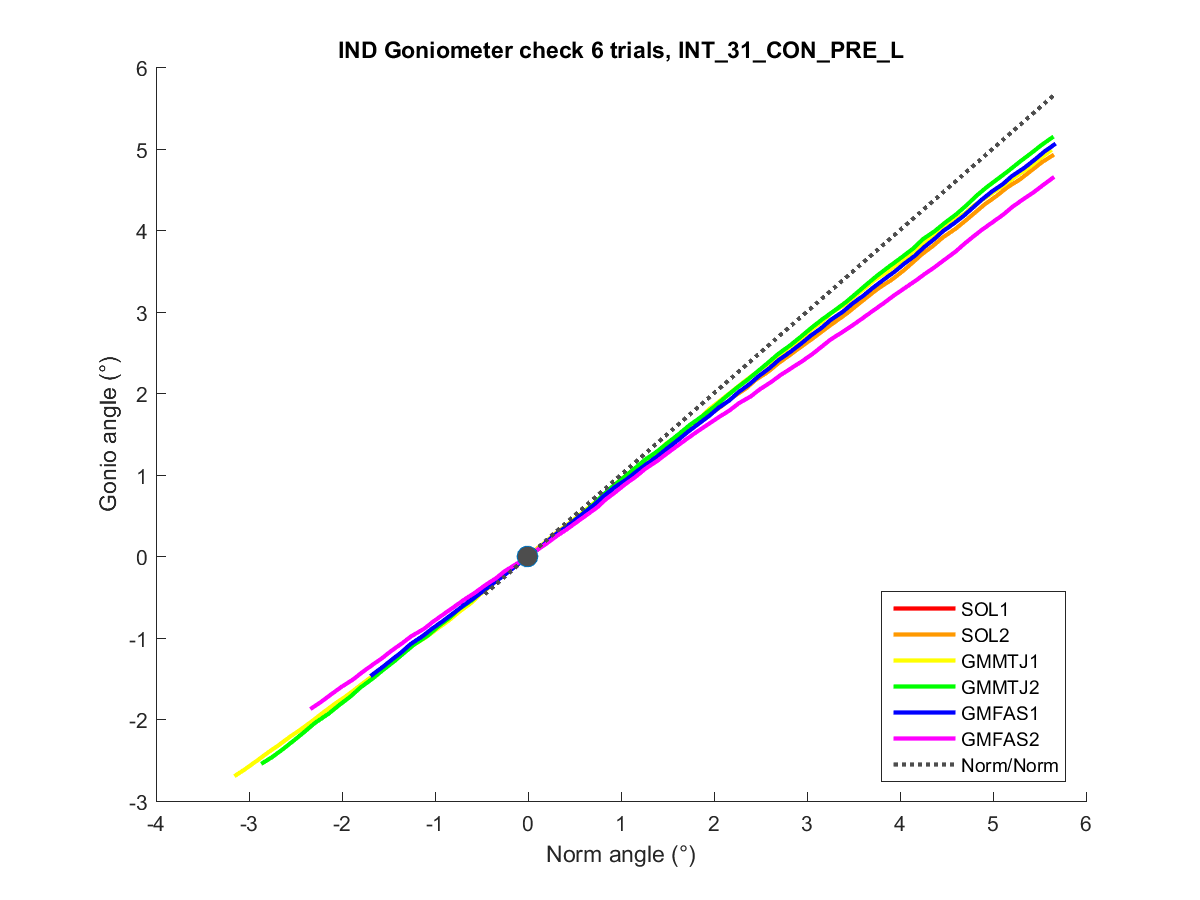 IND Goniometer check 6 trials, INT_31_CON_PRE_L
6
5
4
3
2
1
0
-1
-2
-3
Gonio angle (°)
SOL1
SOL2
GMMTJ1
GMMTJ2
GMFAS1
GMFAS2
Norm/Norm
-4 -3 -2 -1 0 1 2 3 4 5 6
Norm angle (°)